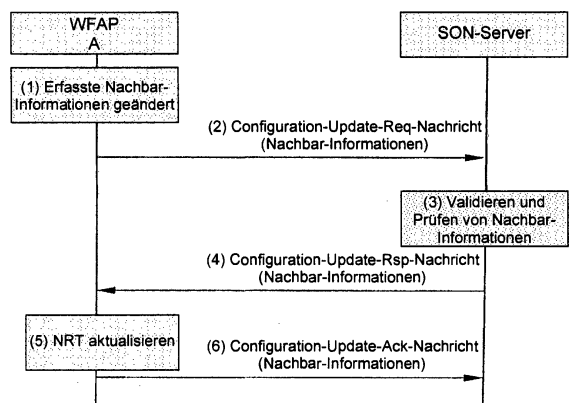 WFAP
A
SON-Server
(1) Erfasste Nachbar-
Informationen geändert
(2) Configuration-Update-Req-Nachricht
(Nachbar-Informationen)
(3) Validieren und
Prüfen von Nachbar-
Informationen
(4) Configuration-Update-Rsp-Nachricht
(Nachbar-Informationen)
(5) NRT aktualisieren
(6) Configuration-Update-Ack-Nachricht
(Nachbar-Informationen)